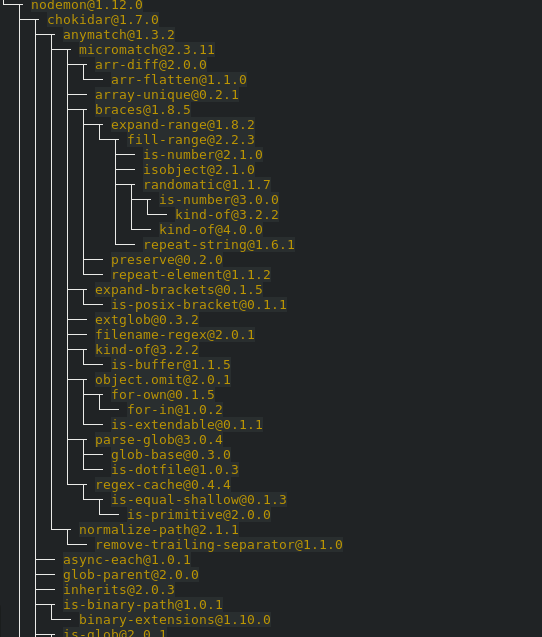 nodemon@1.12.0
chokidar@1.7.0
anymatch@1.3.2
micromatch@2.3.11
arr-diff@2.0.0
arr-flatten@1.1.0
array-unique@0.2.1
braces@1.8.5
expand-range@1.8.2
fill-range@2.2.3
is-number@2.1.0
isobject@2.1.0
randomatic@1.1.7
is-number@3.0.0
kind-of@3.2.2
kind-of@4.0.0
repeat-string@1.6.1
preserve@0.2.0
repeat-element@1.1.2
expand-brackets@0.1.5
is-posix-bracket@0.1.1
extglob@0.3.2
filename-regex@2.0.1
kind-of@3.2.2
is-buffer@1.1.5
object.omit@2.0.1
for-own@0.1.5
for-in@1.0.2
is-extendable@0.1.1
parse-glob@3.0.4
glob-base@0.3.0
is-dotfile@1.0.3
regex-cache@0.4.4
is-equal-shallow@0.1.3
is-primitive@2.0.0
normalize-path@2.1.1
remove-trailing-separator@1.1.0
async-each@1.0.1
glob-parent@2.0.0
inherits@2.0.3
is-binary-path@1.0.1
binary-extensions@1.10.0
is-glob@2.0.1